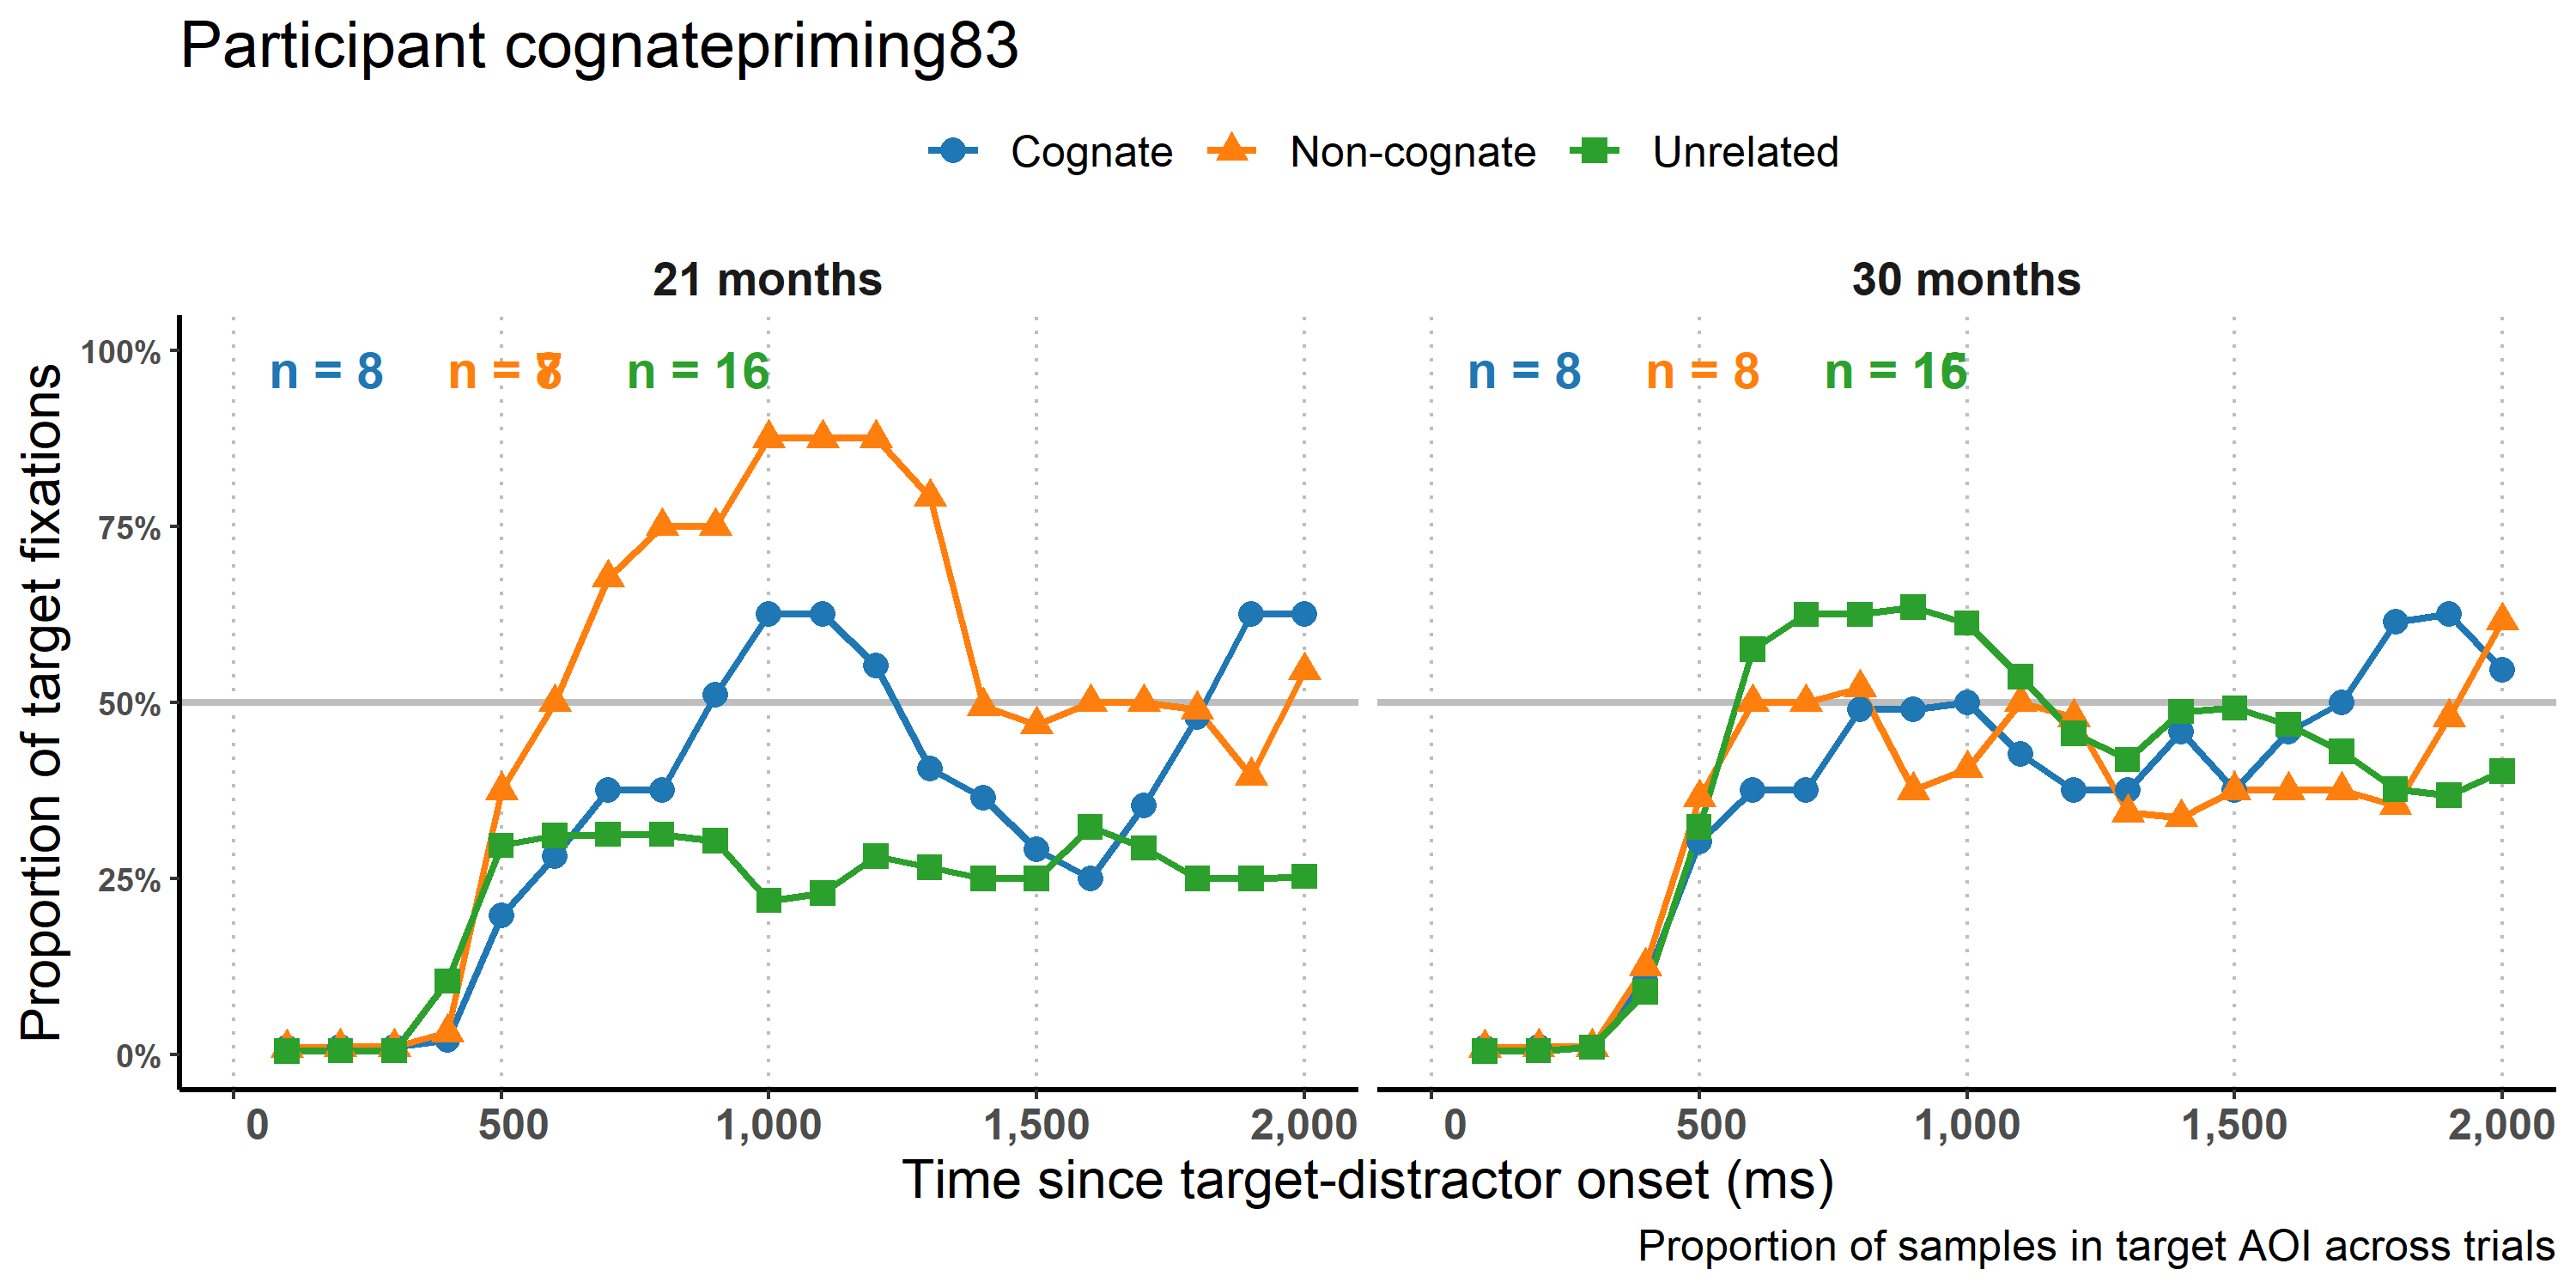 Participant cognatepriming83
Cognate Non-cognate Unrelated
21 months
30 months
Proportion of target fixations
100%
75%
50%
25%
0%
n = 8 n = n = 16
n = 8 n = 8 n =
0 500 1,000 1,500 2,000
0 500 1,000 1,500 2,000
Time since target-distractor onset (ms)
Proportion of samples in target AOI across trials